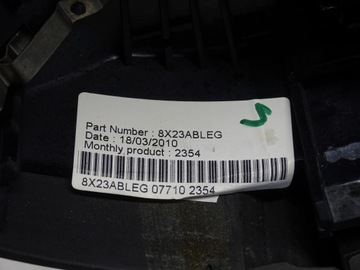 Part Number : 8X23ABLEG
Date : 18/03/2010
Monthly product : 2354
8X23ABLEG 07710 2354